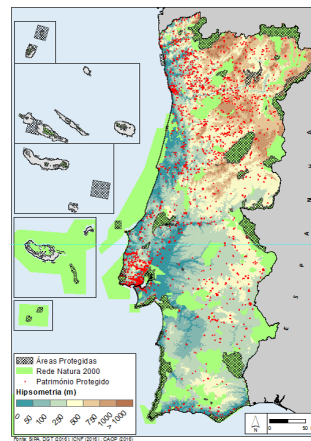 E S P A N H A
Áreas Protegidas
Rede Natura 2000
Património Protegido
Hipsometria (m)
0 50 100 250 500 750 1000 >1000
N
0 50
Fonte: SIPA, DGT (2016) ; ICNF (2016) ; CAOP (2016)